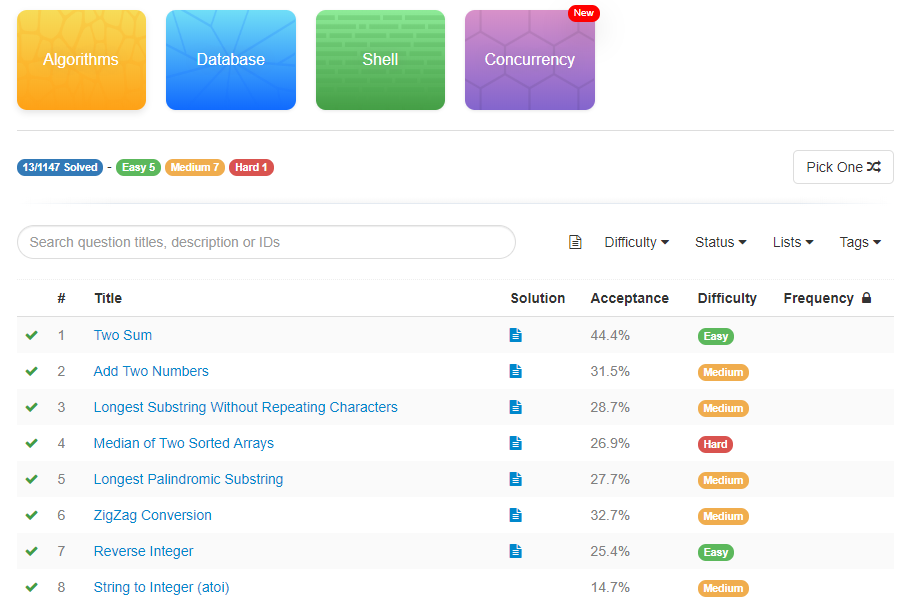 New
Algorithms Database Shell Concurrency
13/1147 Solved - Easy 5 Medium 7 Hard 1 Pick One
Search question titles, description or IDs Difficulty Status Lists Tags
# Title Solution Acceptance Difficulty Frequency
1 Two Sum 44.4% Easy
2 Add Two Numbers 31.5% Medium
3 Longest Substring Without Repeating Characters 28.7% Medium
4 Median of Two Sorted Arrays 26.9% Hard
5 Longest Palindromic Substring 27.7% Medium
6 ZigZag Conversion 32.7% Medium
7 Reverse Integer 25.4% Easy
8 String to Integer (atoi) 14.7% Medium